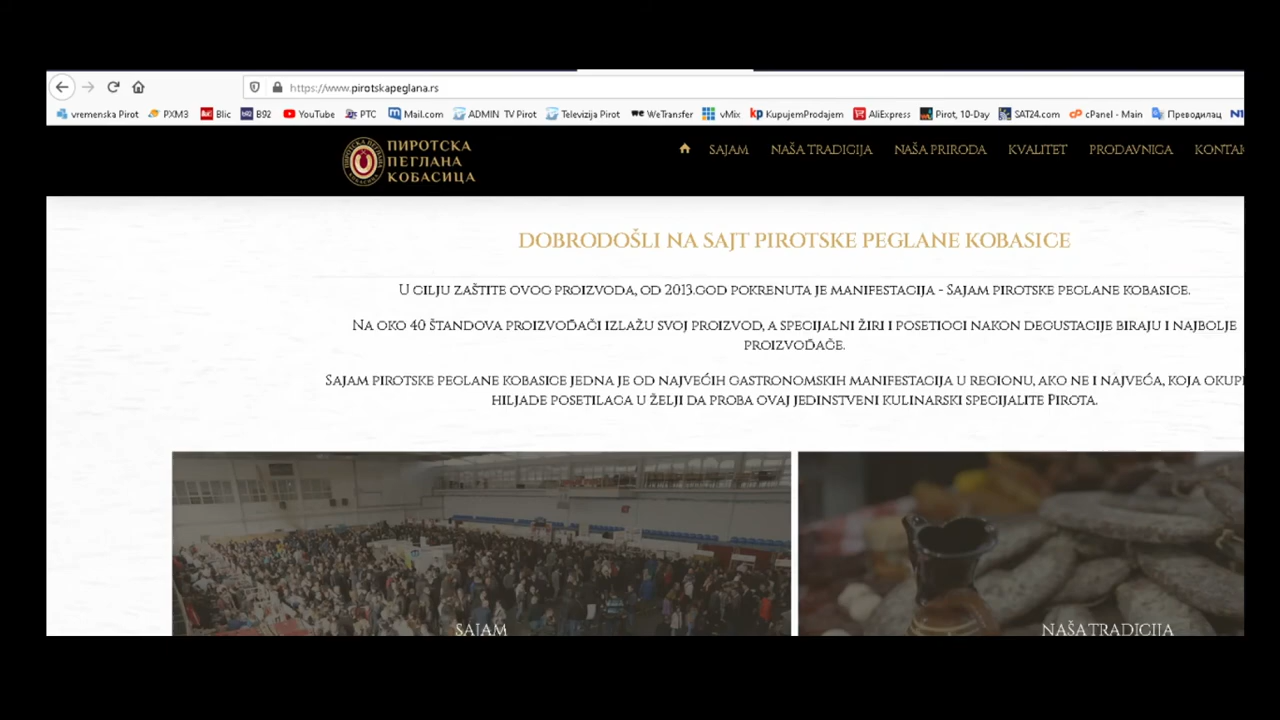 https://www.pirotskapeglana.rs
vremenska Pirot PXM3 Blic B92 YouTube РТС Mail.com ADMIN TV Pirot Televizija Pirot WeTransfer vMix KupujemProdajem AliExpress Pirot, 10-Day SAT24.com cPanel - Main Преводилац N1
ПИРОТСКА
ПЕГЛАНА
КОБАСИЦА
SAJAM NAŠA TRADICIJA NAŠA PRIRODA KVALITET PRODAVNICA KONTAK
DOBRODOŠLI NA SAJT PIROTSKE PEGLANE KOBASICE
U CILJU ZAŠTITE OVOG PROIZVODA, OD 2013.GOD POKRENUTA JE MANIFESTACIJA - SAJAM PIROTSKE PEGLANE KOBASICE.
NA OKO 40 ŠTANDOVA PROIZVOĐAČI IZLAŽU SVOJ PROIZVOD, A SPECIJALNI ŽIRI I POSETIOCI NAKON DEGUSTACIJE BIRAJU I NAJBOLJE
PROIZVOĐAČE.
SAJAM PIROTSKE PEGLANE KOBASICE JEDNA JE OD NAJVEĆIH GASTRONOMSKIH MANIFESTACIJA U REGIONU, AKO NE I NAJVEĆA, KOJA OKUPI
HILJADE POSETILACA U ŽELJI DA PROBA OVAJ JEDINSTVENI KULINARSKI SPECIJALITE PIROTA.
SAJAM
NAŠA TRADICIJA